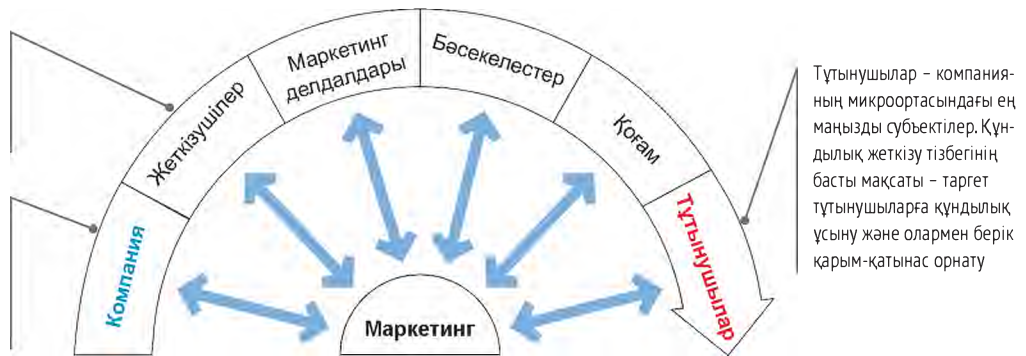 Компания
Жеткізушілер
Маркетинг
делдалдары
Бәсекелестер
Қоғам
Тұтынушылар
Маркетинг
Тұтынушылар – компания-
ның микроортасындағы ең
маңызды субъектілер. Құн-
дылық жеткізу тізбегінің
басты мақсаты – таргет
тұтынушыларға құндылық
ұсыну және олармен берік
қарым-қатынас орнату